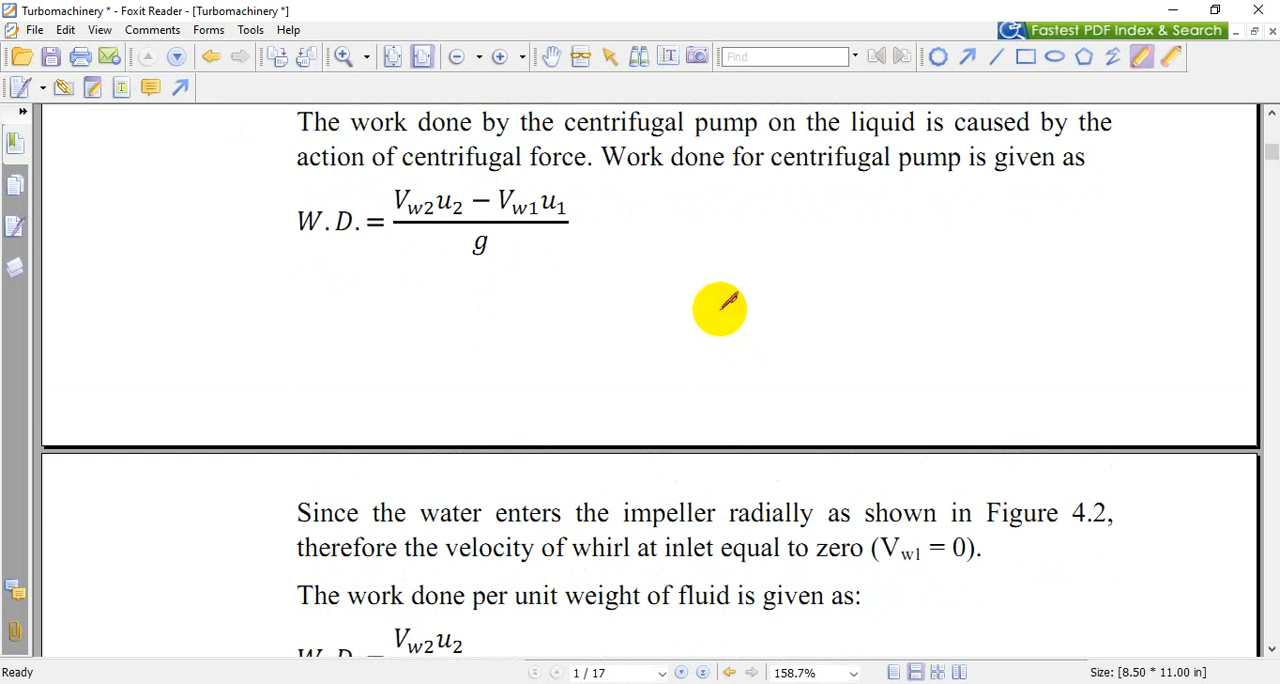 Turbomachinery * - Foxit Reader - [Turbomachinery *]
File Edit View Comments Forms Tools Help
Fastest PDF Index & Search
Find
The work done by the centrifugal pump on the liquid is caused by the
action of centrifugal force. Work done for centrifugal pump is given as
W.D. = (V_{w2}u_2 − V_{w1}u_1) / g
Since the water enters the impeller radially as shown in Figure 4.2,
therefore the velocity of whirl at inlet equal to zero (V_{w1} = 0).
The work done per unit weight of fluid is given as:
W.D. = V_{w2}u_2
Ready 1 / 17 158.7% Size: [8.50 * 11.00 in]